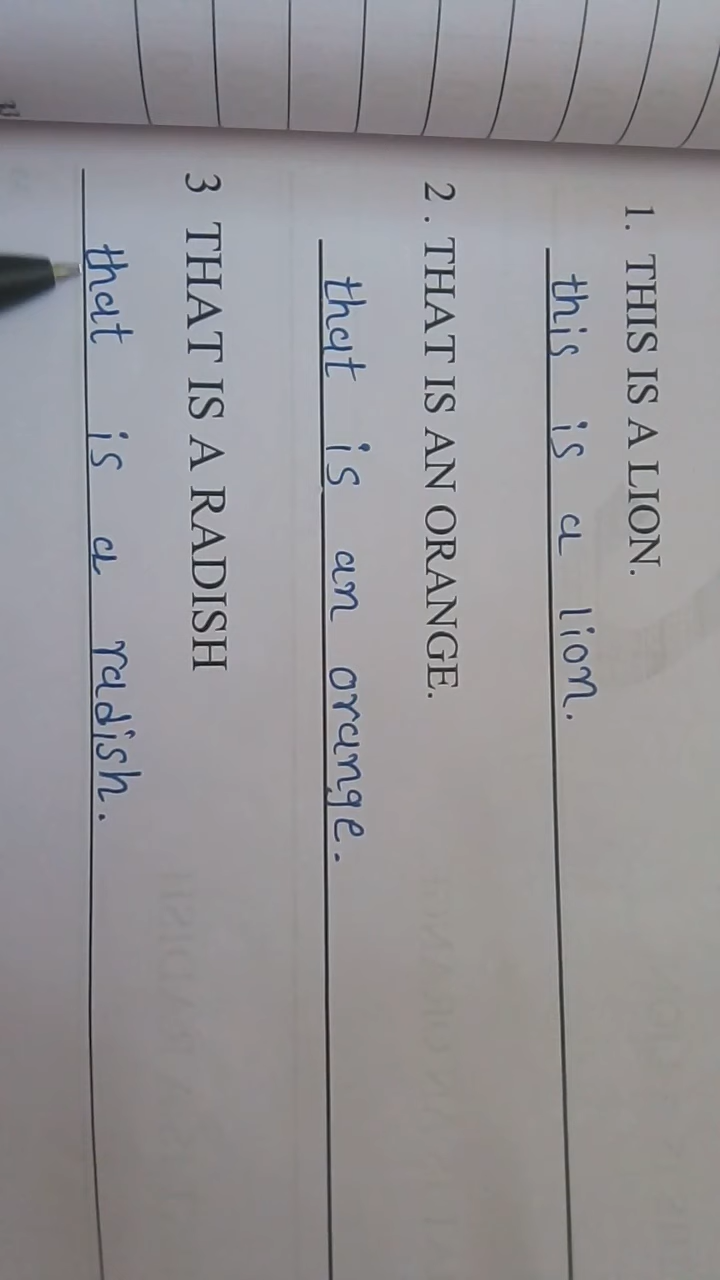 1. THIS IS A LION.
this is a lion.
2. THAT IS AN ORANGE.
that is an orange.
3 THAT IS A RADISH
that is a radish.